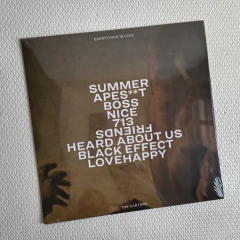 EVERYTHING IS LOVE
SUMMER
APES**T
BOSS
NICE
713
FRIENDS
HEARD ABOUT US
BLACK EFFECT
LOVEHAPPY
THE CARTERS